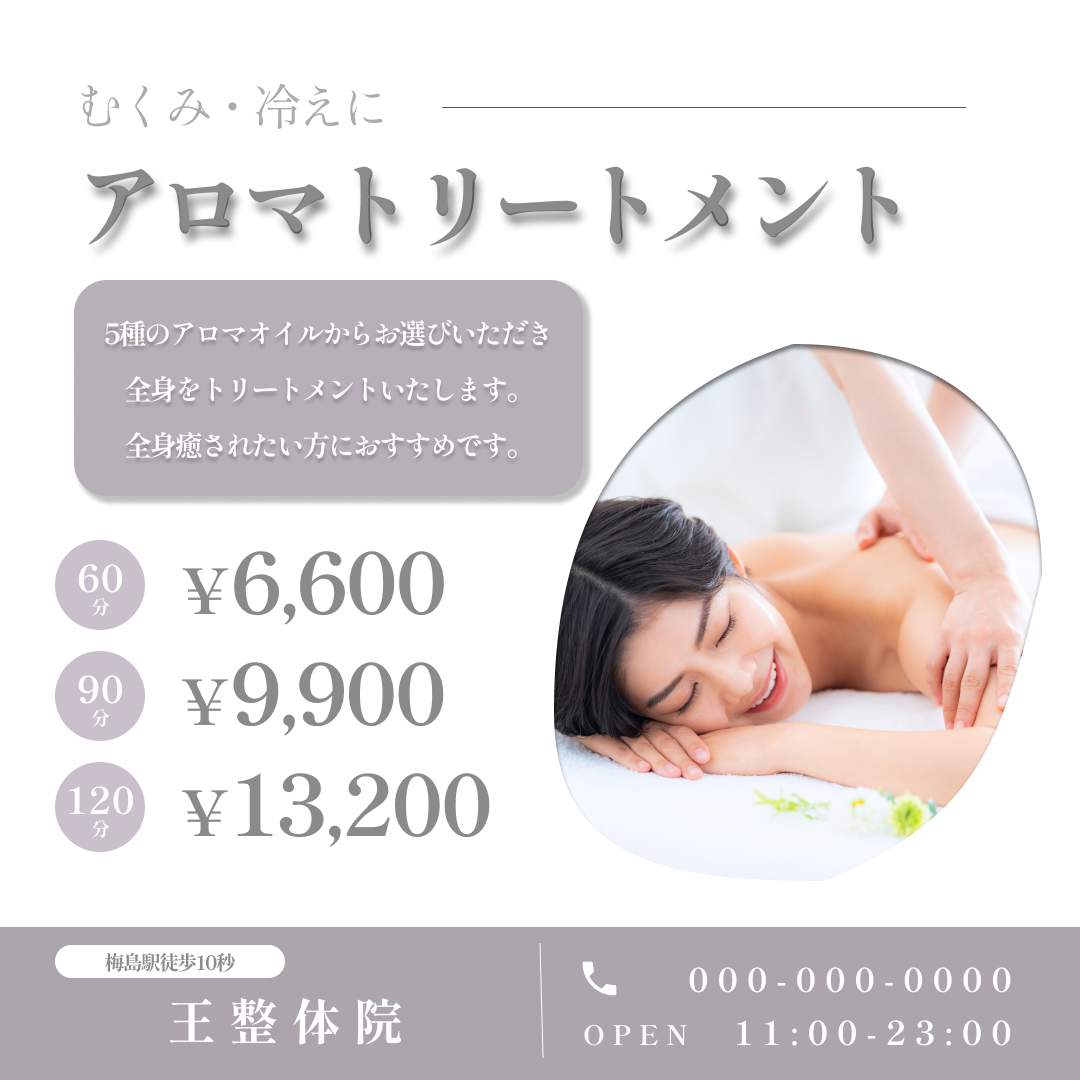 むくみ・冷えに
アロマトリートメント
5種のアロマオイルからお選びいただき
全身をトリートメントいたします。
全身癒されたい方におすすめです。
60
分
¥6,600
90
分
¥9,900
120
分
¥13,200
梅島駅徒歩10秒
王整体院
000-000-0000
OPEN 11:00-23:00